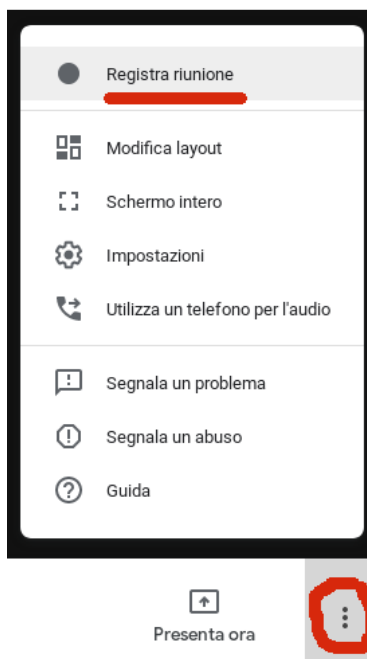 Registra riunione
Modifica layout
Schermo intero
Impostazioni
Utilizza un telefono per l'audio
Segnala un problema
Segnala un abuso
Guida
Presenta ora